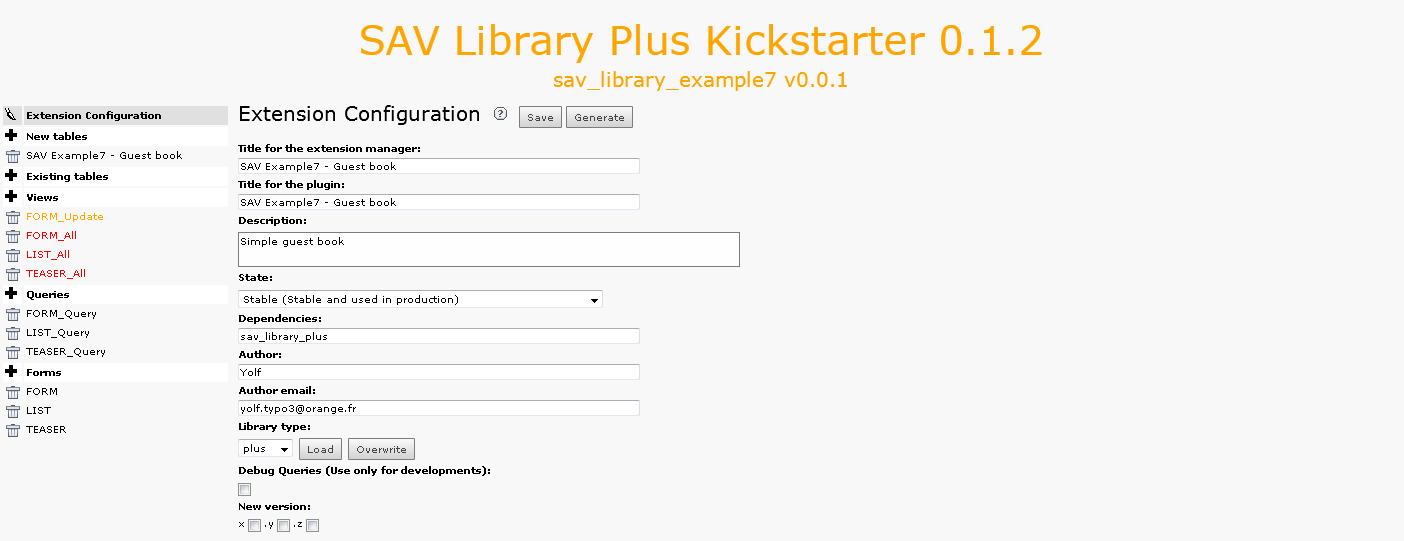 SAV Library Plus Kickstarter 0.1.2
sav_library_example7 v0.0.1
Extension Configuration
New tables
SAV Example7 - Guest book
Existing tables
Views
FORM_Update
FORM_All
LIST_All
TEASER_All
Queries
FORM_Query
LIST_Query
TEASER_Query
Forms
FORM
LIST
TEASER
Extension Configuration ? Save Generate
Title for the extension manager:
SAV Example7 - Guest book
Title for the plugin:
SAV Example7 - Guest book
Description:
Simple guest book
State:
Stable (Stable and used in production)
Dependencies:
sav_library_plus
Author:
Yolf
Author email:
yolf.typo3@orange.fr
Library type:
plus Load Overwrite
Debug Queries (Use only for developments):
New version:
x .y .z